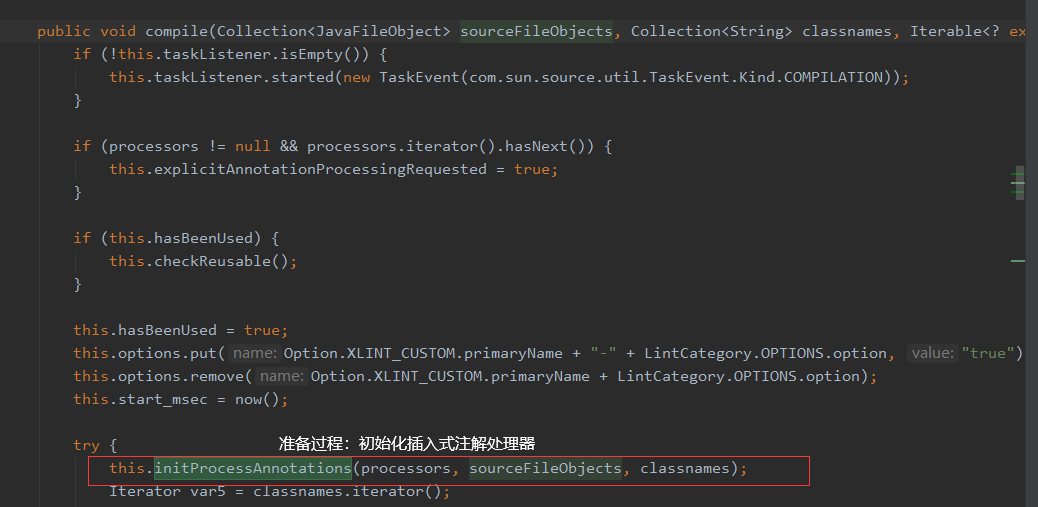 public void compile(Collection<JavaFileObject> sourceFileObjects, Collection<String> classnames, Iterable<? ex
if (!this.taskListener.isEmpty()) {
this.taskListener.started(new TaskEvent(com.sun.source.util.TaskEvent.Kind.COMPILATION));
}
if (processors != null && processors.iterator().hasNext()) {
this.explicitAnnotationProcessingRequested = true;
}
if (this.hasBeenUsed) {
this.checkReusable();
}
this.hasBeenUsed = true;
this.options.put( name: Option.XLINT_CUSTOM.primaryName + "-" + LintCategory.OPTIONS.option, value: "true")
this.options.remove( name: Option.XLINT_CUSTOM.primaryName + LintCategory.OPTIONS.option);
this.start_msec = now();
try {
准备过程：初始化插入式注解处理器
this.initProcessAnnotations(processors, sourceFileObjects, classnames);
Iterator var5 = classnames.iterator();